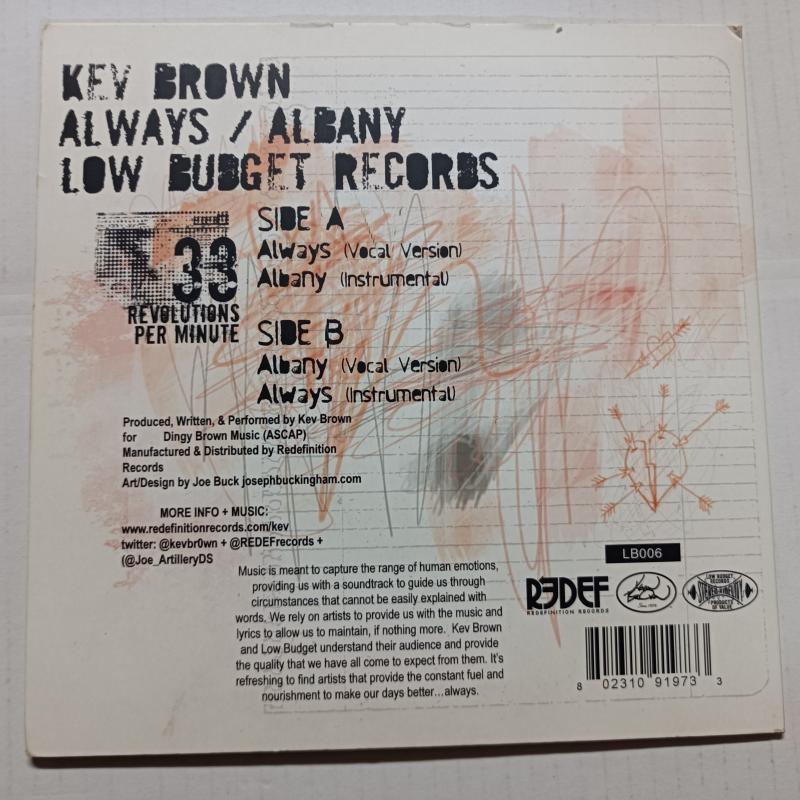 KEV BROWN
ALWAYS / ALBANY
LOW BUDGET RECORDS
33
REVOLUTIONS
PER MINUTE
SIDE A
Always (Vocal Version)
Albany (Instrumental)
SIDE B
Albany (Vocal Version)
Always (Instrumental)
Produced, Written, & Performed by Kev Brown
for Dingy Brown Music (ASCAP)
Manufactured & Distributed by Redefinition
Records
Art/Design by Joe Buck josephbuckingham.com
MORE INFO + MUSIC:
www.redefinitionrecords.com/kev
twitter: @kevbr0wn + @REDEFrecords +
(@Joe_ArtilleryDS
Music is meant to capture the range of human emotions,
providing us with a soundtrack to guide us through
circumstances that cannot be easily explained with
words. We rely on artists to provide us with the music and
lyrics to allow us to maintain, if nothing more. Kev Brown
and Low Budget understand their audience and provide
the quality that we have all come to expect from them. It's
refreshing to find artists that provide the constant fuel and
nourishment to make our days better...always.
LB006
R3DEF
REDEFINITION RECORDS
LOW BUDGET
RECORDS
PRODUCTS
OF VALUE
8 02310 91973 3